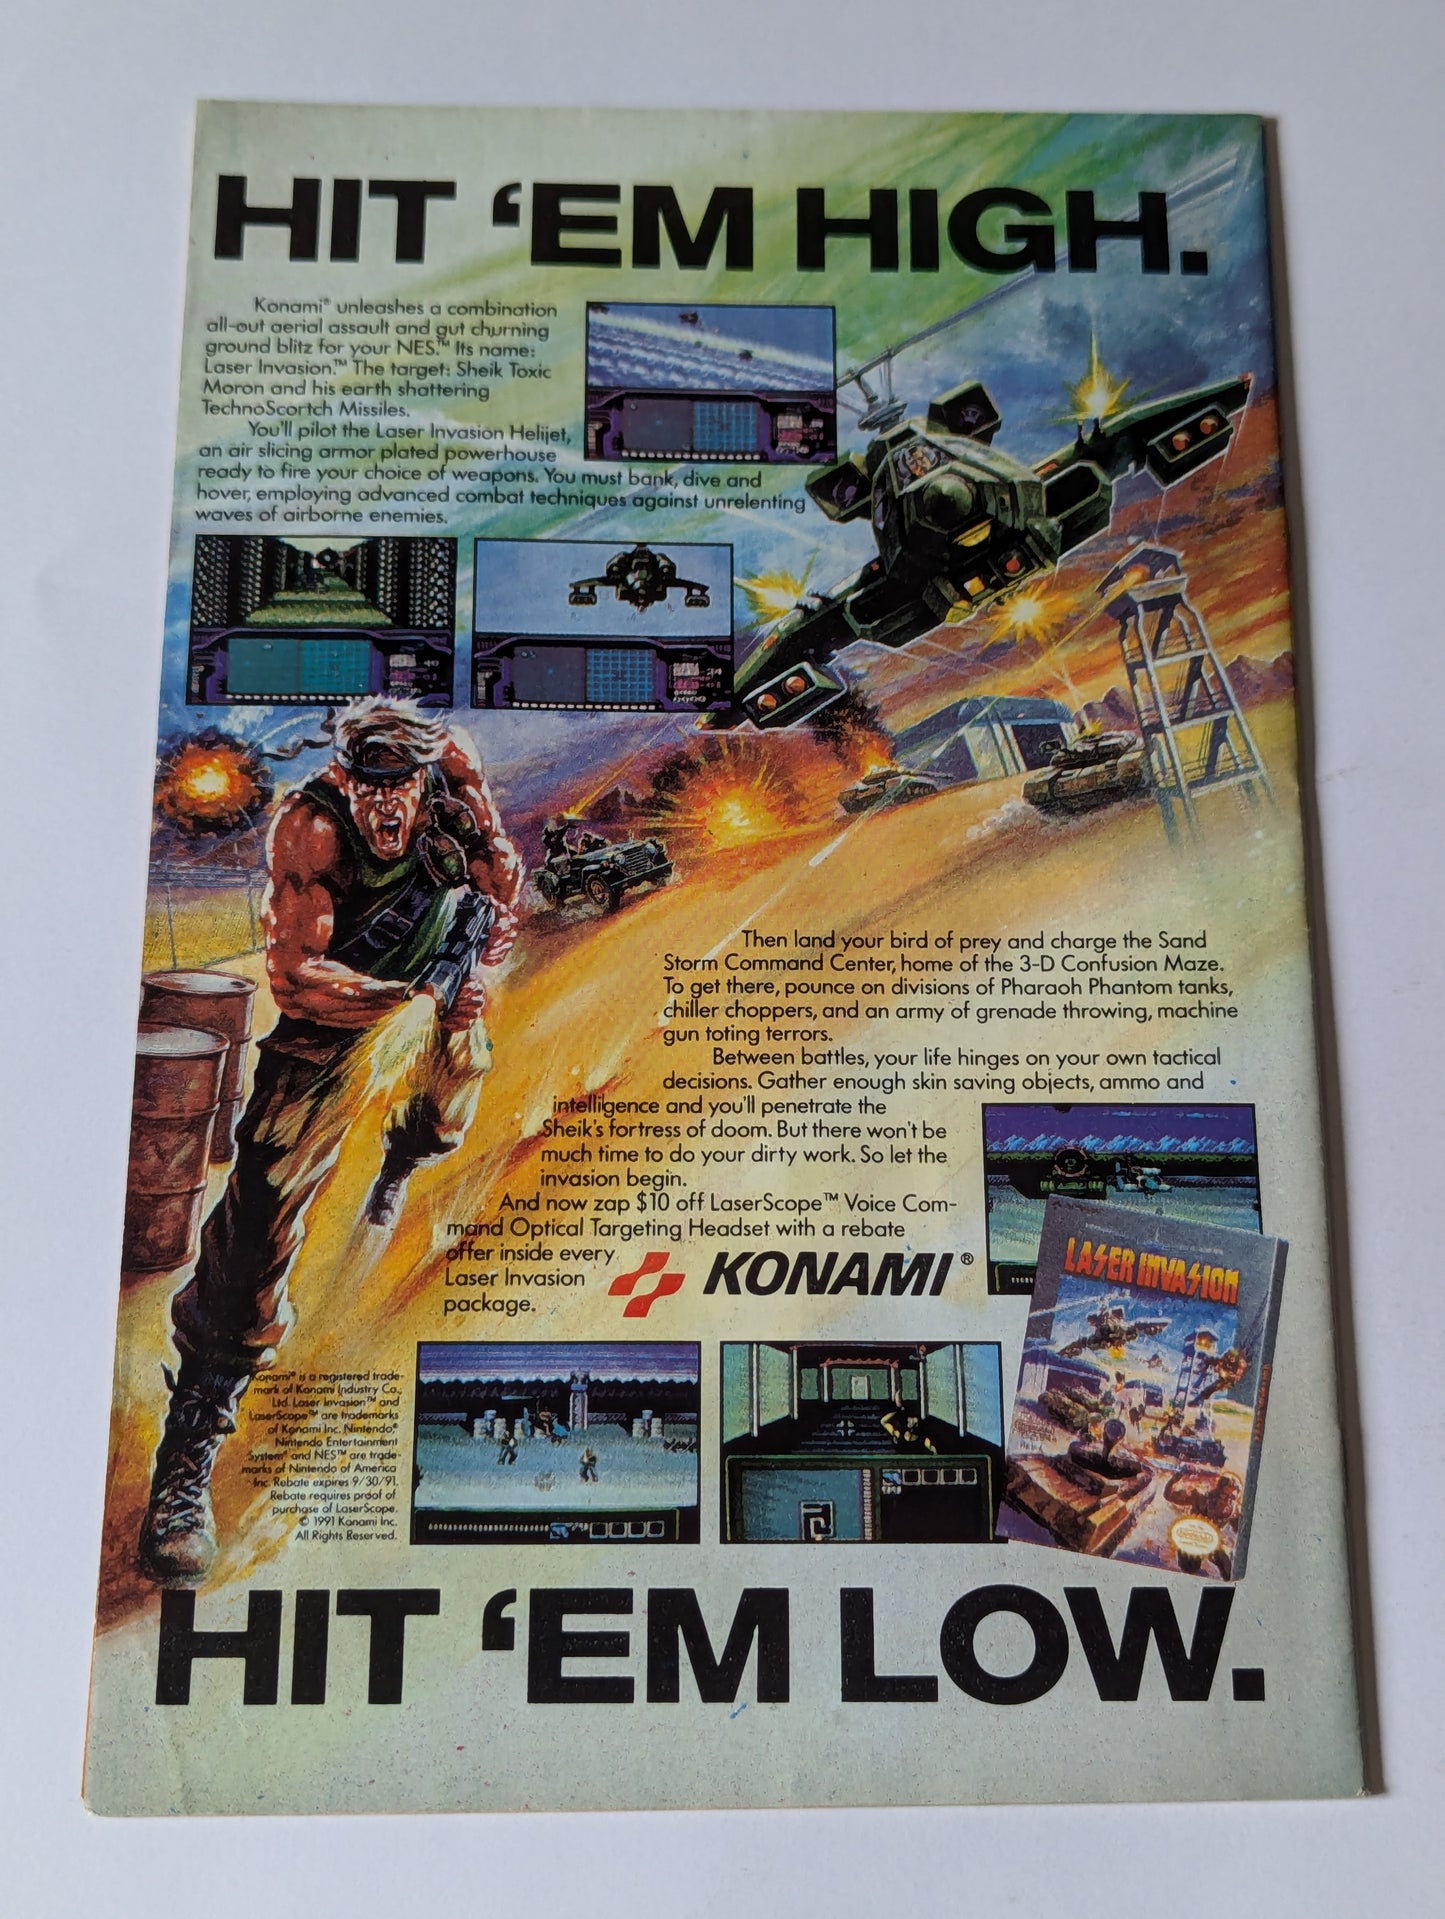 HIT ‘EM HIGH.
Konami® unleashes a combination
all-out aerial assault and gut churning
ground blitz for your NES.™ Its name:
Laser Invasion.™ The target: Sheik Toxic
Moron and his earth shattering
TechnoScortch Missiles.
You'll pilot the Laser Invasion Helijet,
an air slicing armor plated powerhouse
ready to fire your choice of weapons. You must bank, dive and
hover, employing advanced combat techniques against unrelenting
waves of airborne enemies.
Then land your bird of prey and charge the Sand
Storm Command Center, home of the 3-D Confusion Maze.
To get there, pounce on divisions of Pharaoh Phantom tanks,
chiller choppers, and an army of grenade throwing, machine
gun toting terrors.
Between battles, your life hinges on your own tactical
decisions. Gather enough skin saving objects, ammo and
intelligence and you'll penetrate the
Sheik's fortress of doom. But there won't be
much time to do your dirty work. So let the
invasion begin.
And now zap $10 off LaserScope™ Voice Com-
mand Optical Targeting Headset with a rebate
offer inside every
Laser Invasion
package.
KONAMI®
LASER INVASION
Konami® is a registered trade-
mark of Konami Industry Co.,
Ltd. Laser Invasion™ and
LaserScope™ are trademarks
of Konami Inc. Nintendo,®
Nintendo Entertainment
System® and NES™ are trade-
marks of Nintendo of America
Inc. Rebate expires 9/30/91.
Rebate requires proof of
purchase of LaserScope.
© 1991 Konami Inc.
All Rights Reserved.
HIT ‘EM LOW.